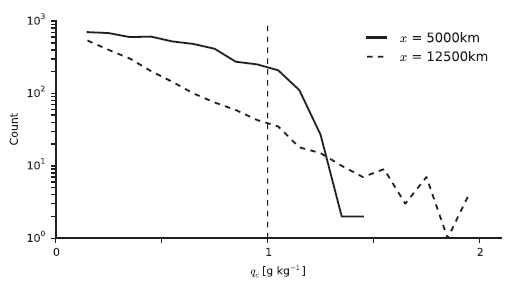 10³
x = 5000km
x = 12500km
10²
Count
10¹
10⁰
0
1
2
q_c [g kg⁻¹]